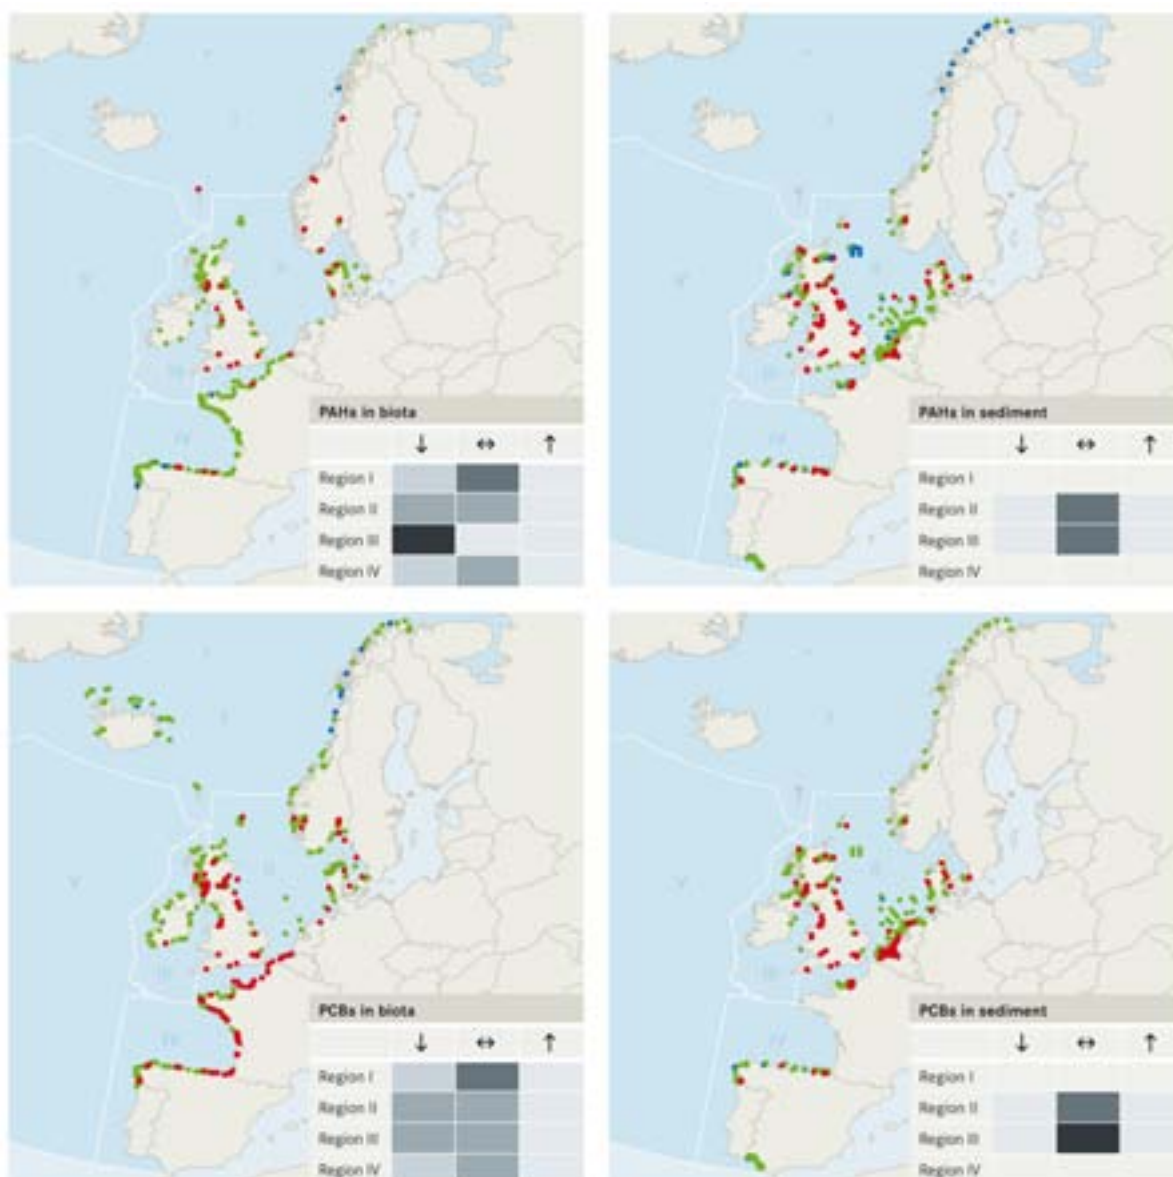 PAHs in biota
↓ ↔ ↑
Region I
Region II
Region III
Region IV
PAHs in sediment
↓ ↔ ↑
Region I
Region II
Region III
Region IV
PCBs in biota
↓ ↔ ↑
Region I
Region II
Region III
Region IV
PCBs in sediment
↓ ↔ ↑
Region I
Region II
Region III
Region IV